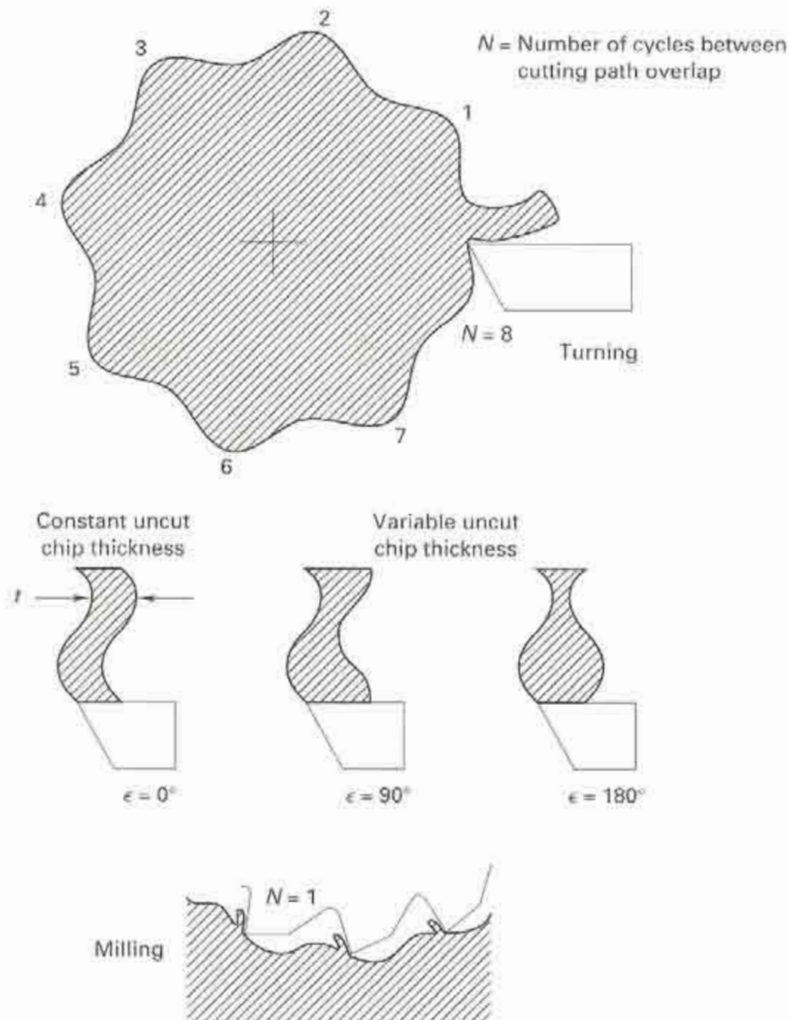 2
3
N = Number of cycles between
cutting path overlap
1
4
N = 8
Turning
5
7
6
Constant uncut
chip thickness
Variable uncut
chip thickness
t
ϵ = 0°
ϵ = 90°
ϵ = 180°
N = 1
Milling